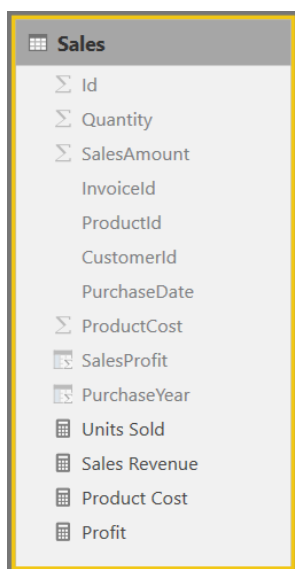 Sales
Id
Quantity
SalesAmount
InvoiceId
ProductId
CustomerId
PurchaseDate
ProductCost
SalesProfit
PurchaseYear
Units Sold
Sales Revenue
Product Cost
Profit